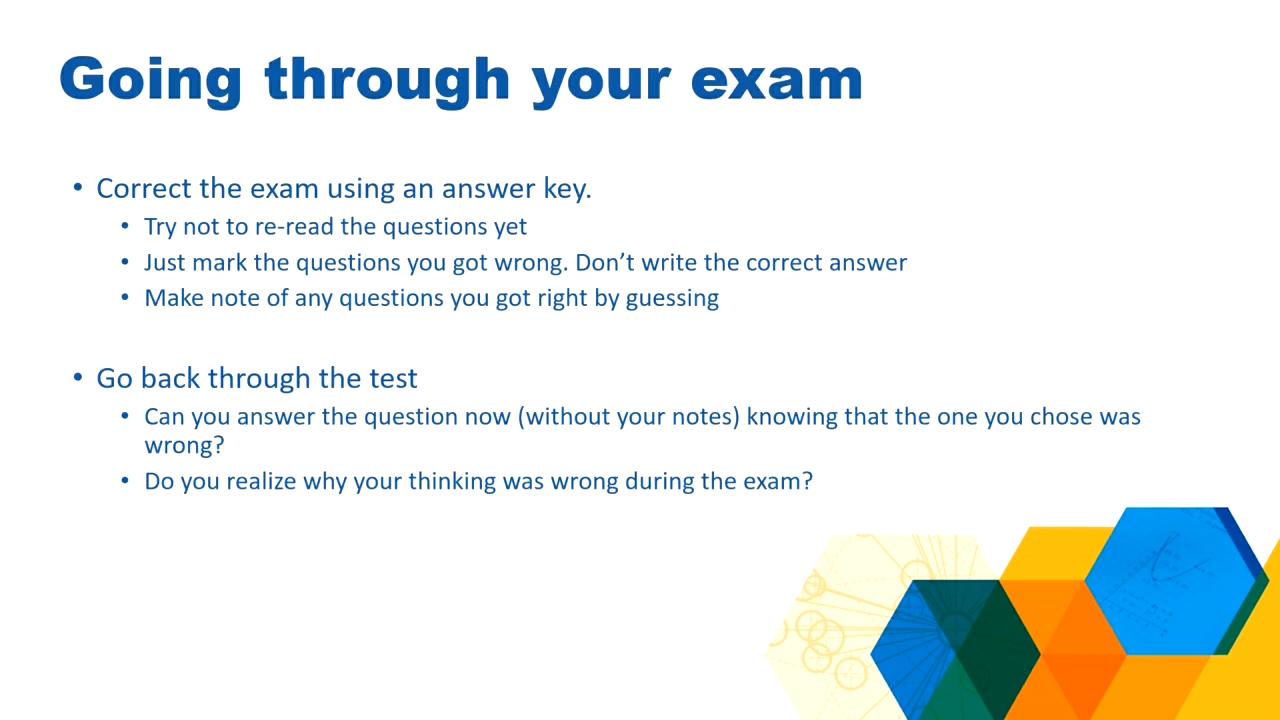 Going through your exam
• Correct the exam using an answer key.
• Try not to re-read the questions yet
• Just mark the questions you got wrong. Don’t write the correct answer
• Make note of any questions you got right by guessing
• Go back through the test
• Can you answer the question now (without your notes) knowing that the one you chose was
wrong?
• Do you realize why your thinking was wrong during the exam?